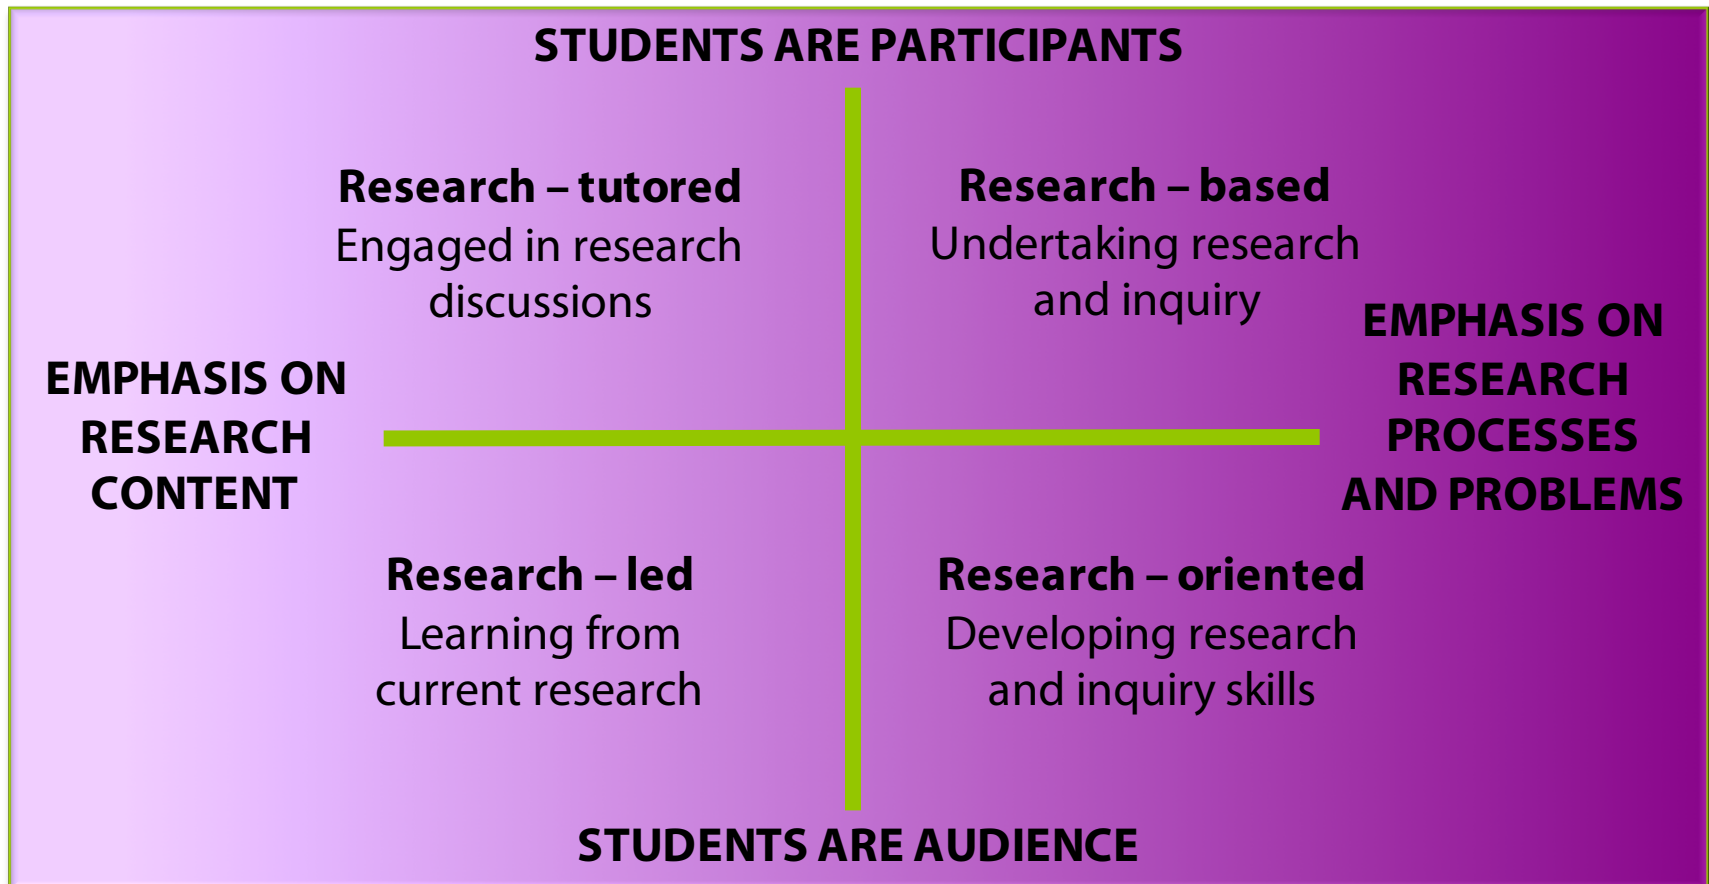 STUDENTS ARE PARTICIPANTS
Research – tutored
Engaged in research
discussions
Research – based
Undertaking research
and inquiry
EMPHASIS ON
RESEARCH
CONTENT
EMPHASIS ON
RESEARCH
PROCESSES
AND PROBLEMS
Research – led
Learning from
current research
Research – oriented
Developing research
and inquiry skills
STUDENTS ARE AUDIENCE